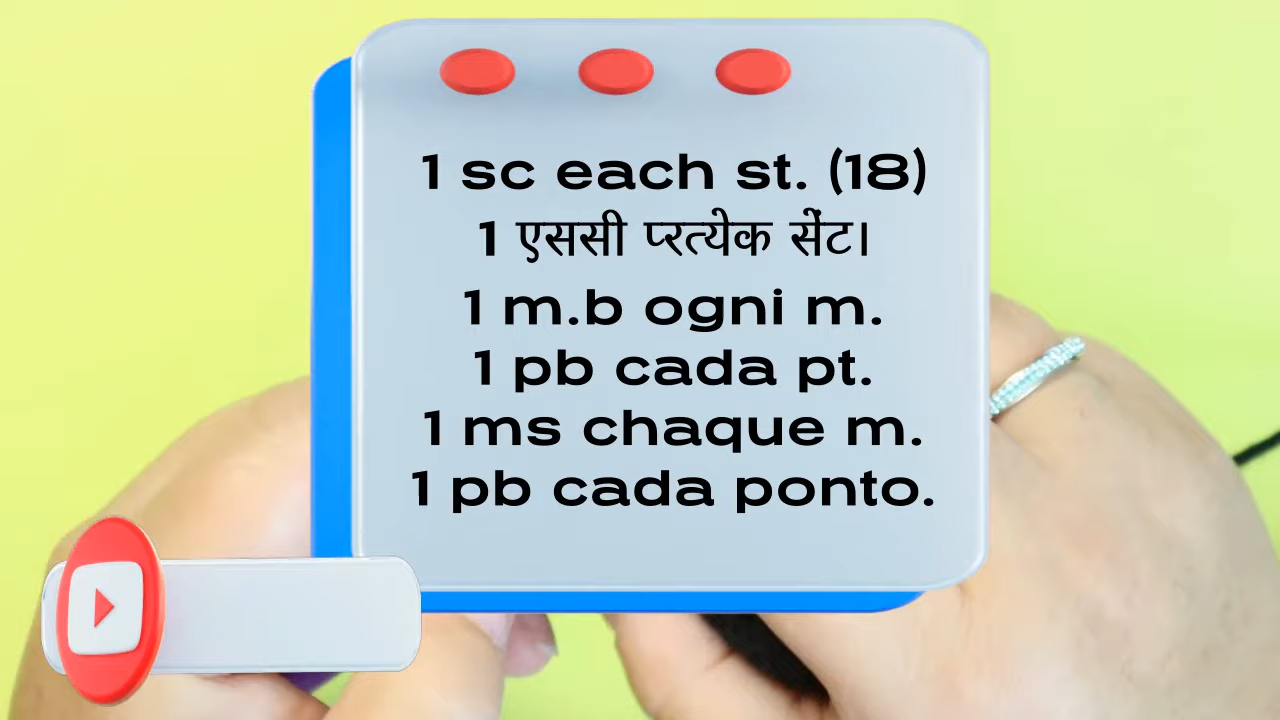 1 sc each st. (18)
1 एससी प्रत्येक सेंट।
1 m.b ogni m.
1 pb cada pt.
1 ms chaque m.
1 pb cada ponto.